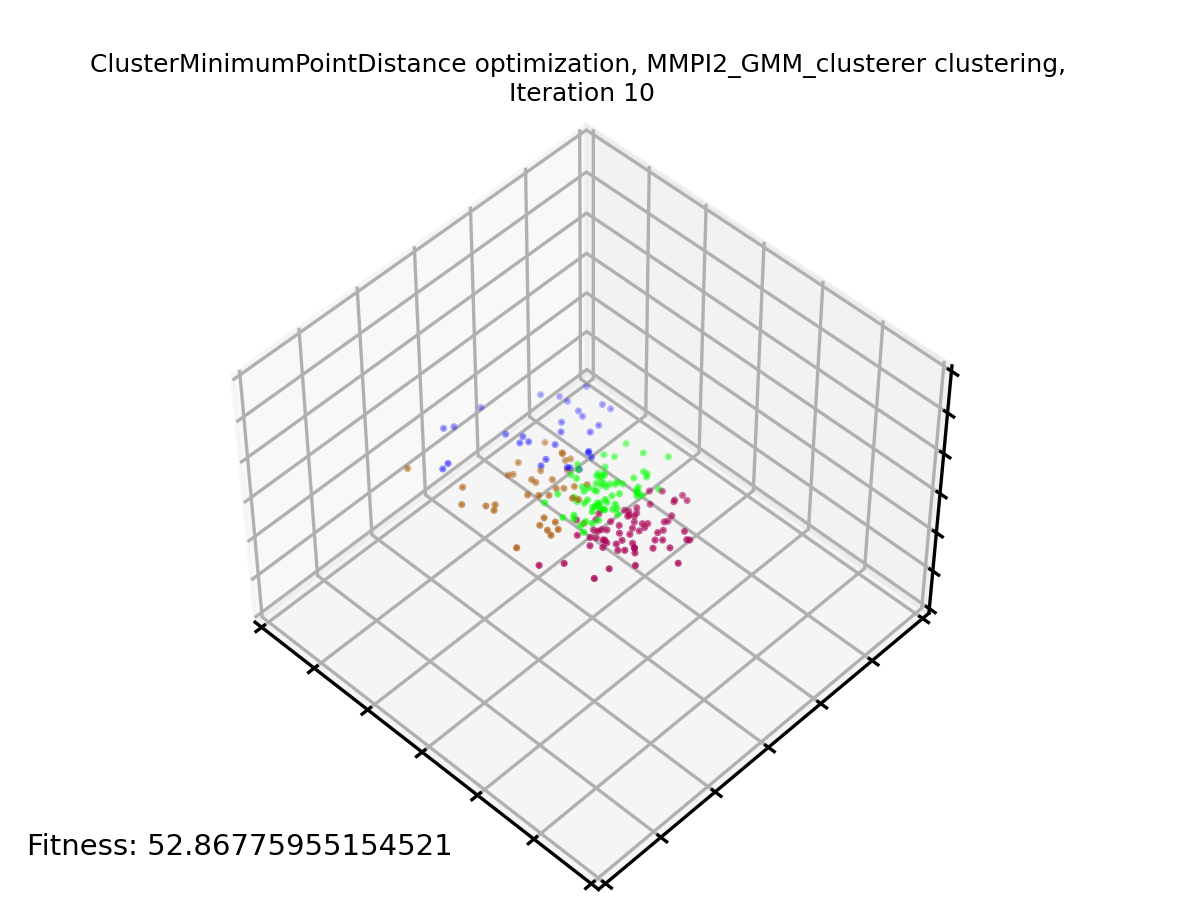 ClusterMinimumPointDistance optimization, MMPI2_GMM_clusterer clustering,
Iteration 10
Fitness: 52.86775955154521